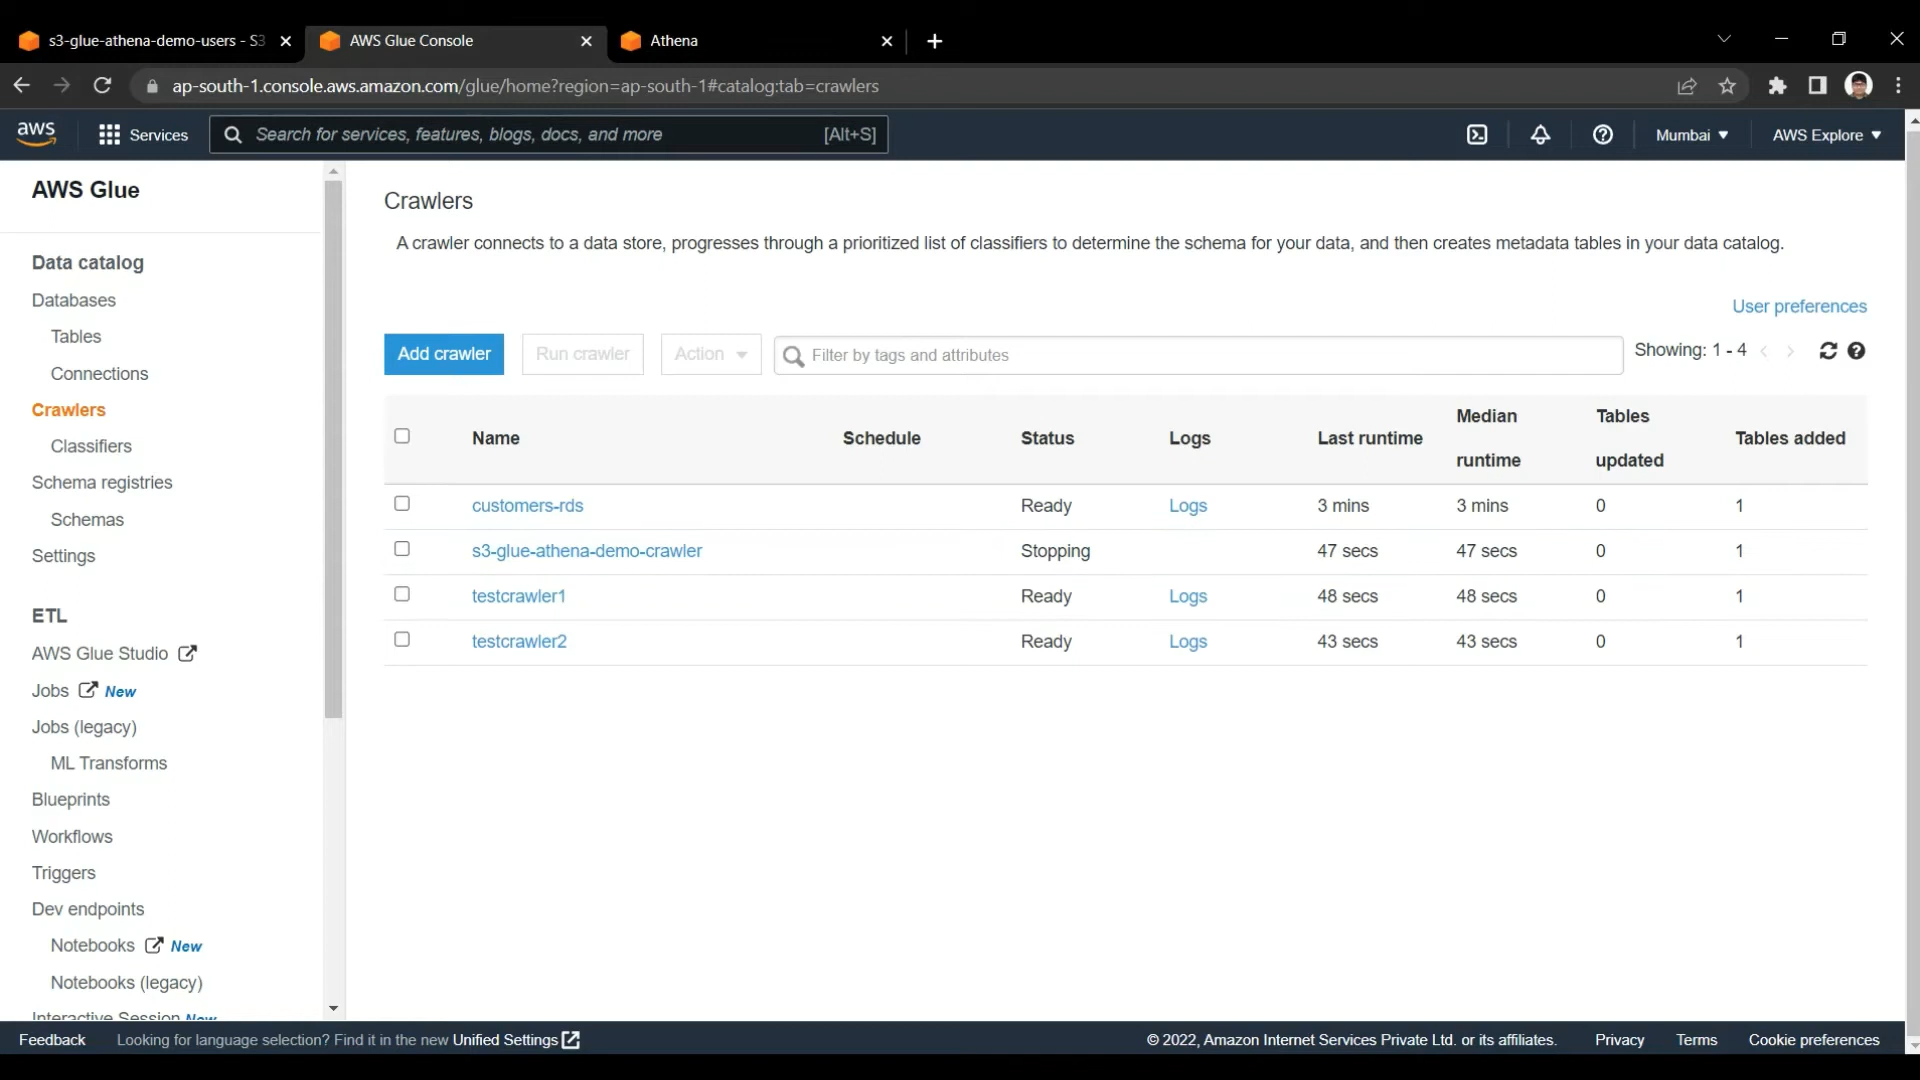 s3-glue-athena-demo-users - S3
AWS Glue Console
Athena
ap-south-1.console.aws.amazon.com/glue/home?region=ap-south-1#catalog:tab=crawlers
aws
Services
Search for services, features, blogs, docs, and more
[Alt+S]
Mumbai
AWS Explore
AWS Glue
Data catalog
Databases
Tables
Connections
Crawlers
Classifiers
Schema registries
Schemas
Settings
ETL
AWS Glue Studio
Jobs New
Jobs (legacy)
ML Transforms
Blueprints
Workflows
Triggers
Dev endpoints
Notebooks New
Notebooks (legacy)
Interactive Session New
Crawlers
A crawler connects to a data store, progresses through a prioritized list of classifiers to determine the schema for your data, and then creates metadata tables in your data catalog.
User preferences
Add crawler
Run crawler
Action
Filter by tags and attributes
Showing: 1 - 4
Name Schedule Status Logs Last runtime Median runtime Tables updated Tables added
customers-rds Ready Logs 3 mins 3 mins 0 1
s3-glue-athena-demo-crawler Stopping 47 secs 47 secs 0 1
testcrawler1 Ready Logs 48 secs 48 secs 0 1
testcrawler2 Ready Logs 43 secs 43 secs 0 1
Feedback
Looking for language selection? Find it in the new Unified Settings
© 2022, Amazon Internet Services Private Ltd. or its affiliates.
Privacy
Terms
Cookie preferences